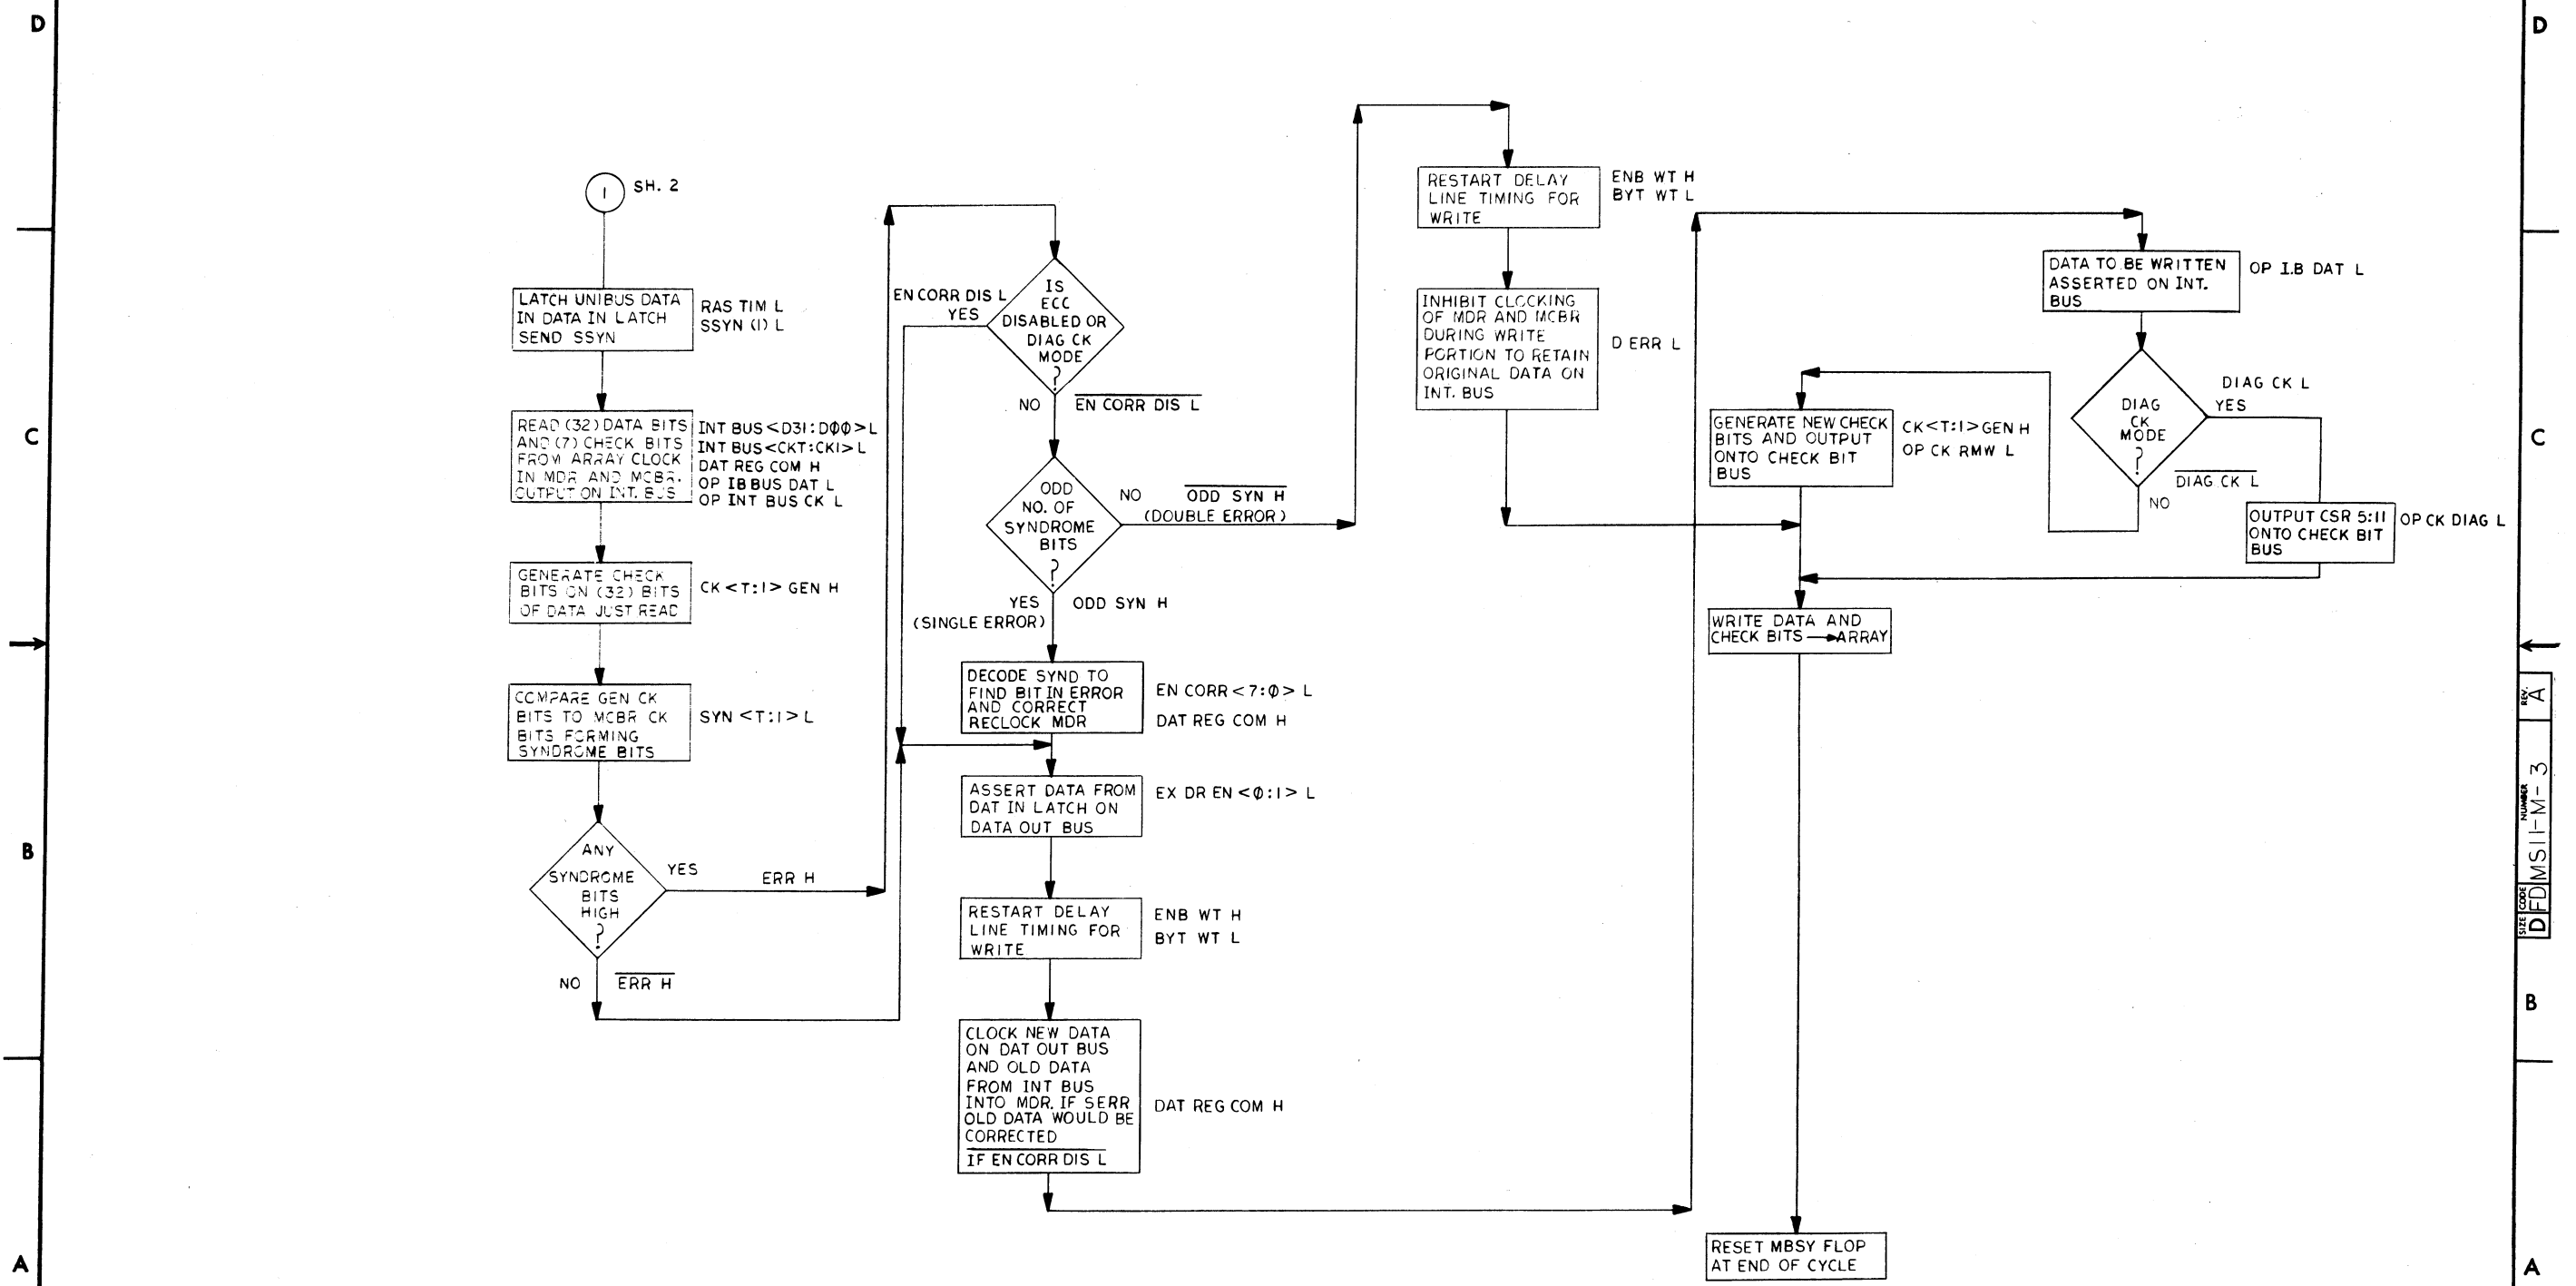 D
D
1
SH. 2
LATCH UNIBUS DATA
IN DATA IN LATCH
SEND SSYN
RAS TIM L
SSYN (1) L
READ (32) DATA BITS
AND (7) CHECK BITS
FROM ARRAY CLOCK
IN MDR AND MCBR.
OUTPUT ON INT. BUS
INT BUS<D31:DØØ>L
INT BUS<CKT:CK1>L
DAT REG COM H
OP IBBUS DAT L
OP INT BUS CK L
GENERATE CHECK
BITS ON (32) BITS
OF DATA JUST READ
CK<T:1> GEN H
COMPARE GEN CK
BITS TO MCBR CK
BITS FORMING
SYNDROME BITS
SYN <T:1> L
ANY
SYNDROME
BITS
HIGH
?
YES
ERR H
NO
ERR H
IS
ECC
DISABLED OR
DIAG CK
MODE
?
EN CORR DIS L
YES
NO
EN CORR DIS L
ODD
NO. OF
SYNDROME
BITS
?
NO
ODD SYN H
(DOUBLE ERROR)
YES
(SINGLE ERROR)
ODD SYN H
DECODE SYND TO
FIND BIT IN ERROR
AND CORRECT
RECLOCK MDR
EN CORR<7:Ø> L
DAT REG COM H
ASSERT DATA FROM
DAT IN LATCH ON
DATA OUT BUS
EX DR EN<Ø:1> L
RESTART DELAY
LINE TIMING FOR
WRITE
ENB WT H
BYT WT L
CLOCK NEW DATA
ON DAT OUT BUS
AND OLD DATA
FROM INT BUS
INTO MDR. IF SERR
OLD DATA WOULD BE
CORRECTED
IF EN CORR DIS L
DAT REG COM H
RESTART DELAY
LINE TIMING FOR
WRITE
ENB WT H
BYT WT L
INHIBIT CLOCKING
OF MDR AND MCBR
DURING WRITE
PORTION TO RETAIN
ORIGINAL DATA ON
INT. BUS
D ERR L
DATA TO BE WRITTEN
ASSERTED ON INT.
BUS
OP I.B DAT L
DIAG
CK
MODE
?
DIAG CK L
YES
DIAG CK L
NO
GENERATE NEW CHECK
BITS AND OUTPUT
ONTO CHECK BIT
BUS
CK<T:1>GEN H
OP CK RMW L
OUTPUT CSR 5:11
ONTO CHECK BIT
BUS
OP CK DIAG L
WRITE DATA AND
CHECK BITS → ARRAY
RESET MBSY FLOP
AT END OF CYCLE
C
C
B
B
A
A
SIZE
D
CODE
FD
NUMBER
MS11-M-3
REV.
A